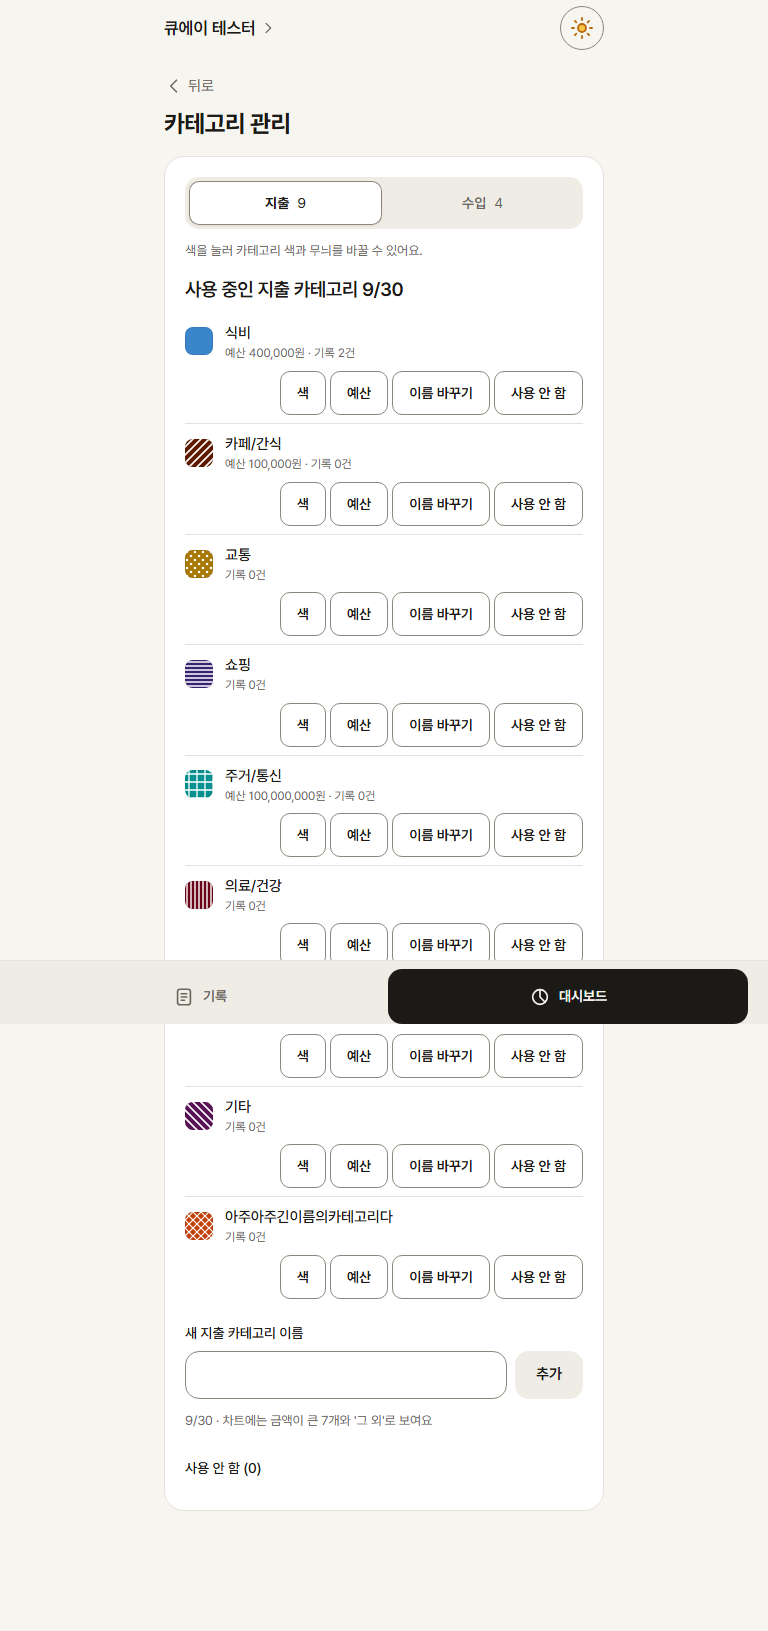 큐에이 테스터
뒤로
카테고리 관리
지출 9
수입 4
색을 눌러 카테고리 색과 무늬를 바꿀 수 있어요.
사용 중인 지출 카테고리 9/30
식비
예산 400,000원 · 기록 2건
색 예산 이름 바꾸기 사용 안 함
카페/간식
예산 100,000원 · 기록 0건
색 예산 이름 바꾸기 사용 안 함
교통
기록 0건
색 예산 이름 바꾸기 사용 안 함
쇼핑
기록 0건
색 예산 이름 바꾸기 사용 안 함
주거/통신
예산 100,000,000원 · 기록 0건
색 예산 이름 바꾸기 사용 안 함
의료/건강
기록 0건
색 예산 이름 바꾸기 사용 안 함
기록
대시보드
색 예산 이름 바꾸기 사용 안 함
기타
기록 0건
색 예산 이름 바꾸기 사용 안 함
아주아주긴이름의카테고리다
기록 0건
색 예산 이름 바꾸기 사용 안 함
새 지출 카테고리 이름
추가
9/30 · 차트에는 금액이 큰 7개와 '그 외'로 보여요
사용 안 함 (0)